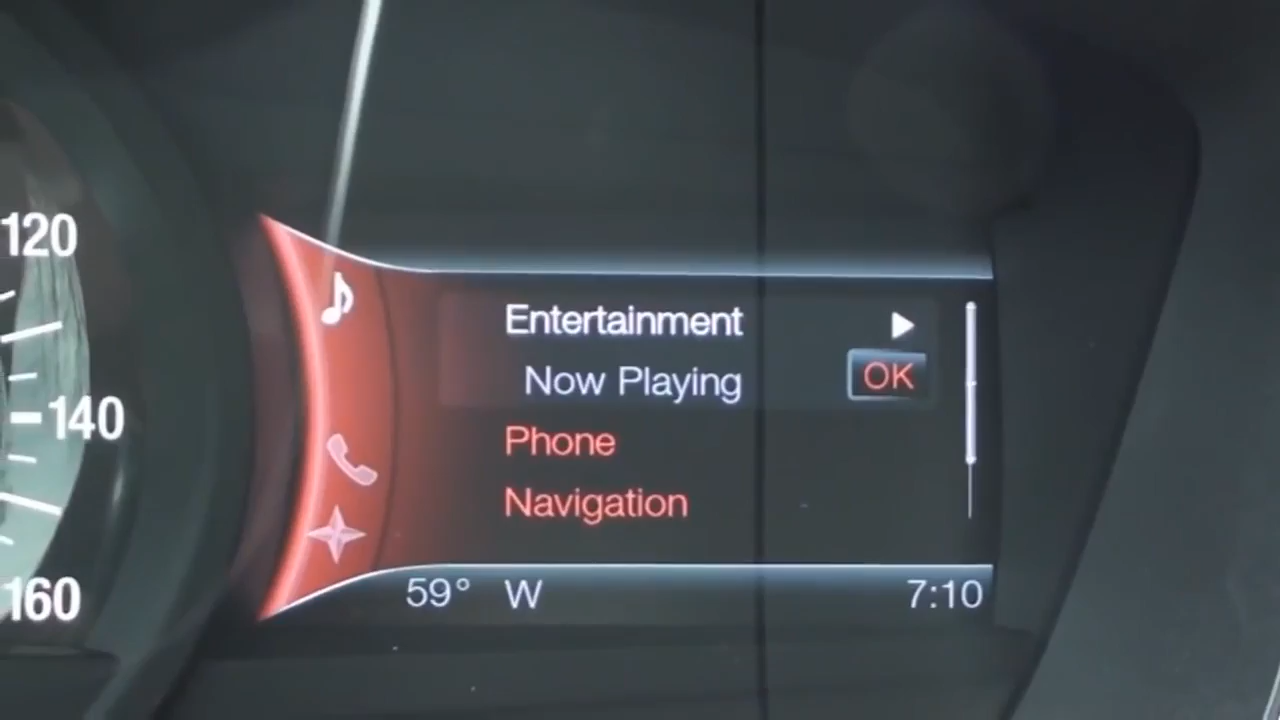 120
140
160
Entertainment
Now Playing OK
Phone
Navigation
59° W 7:10